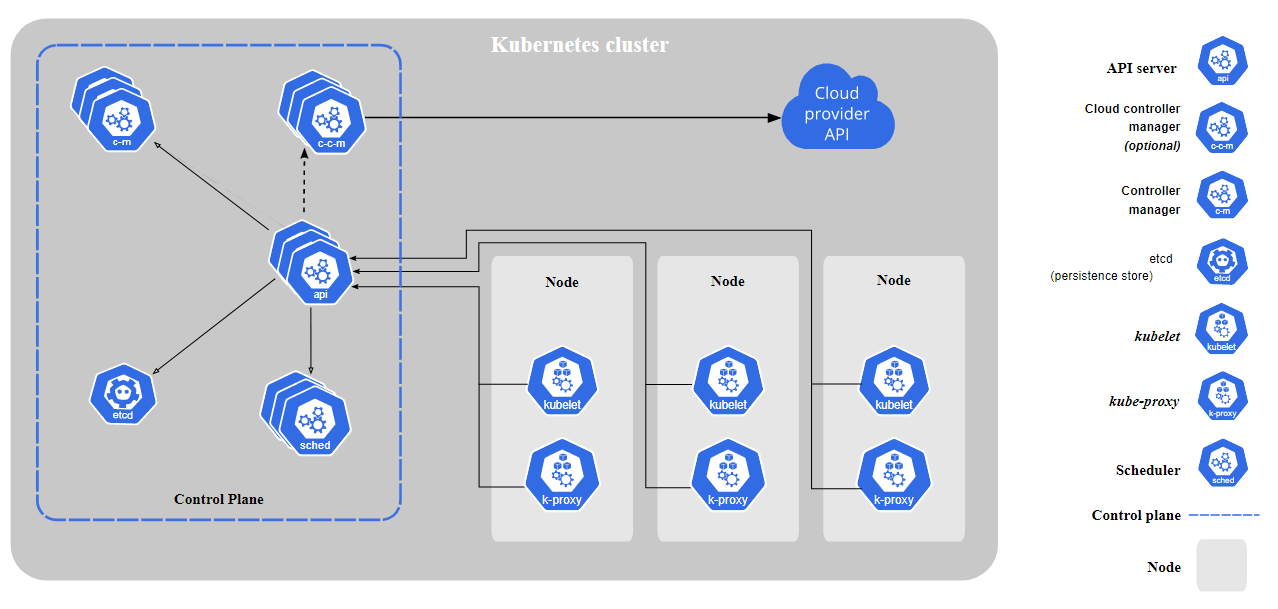 Kubernetes cluster
c-m
c-c-m
Cloud
provider
API
api
etcd
sched
Control Plane
Node
kubelet
k-proxy
Node
kubelet
k-proxy
Node
kubelet
k-proxy
API server
api
Cloud controller
manager
(optional)
c-c-m
Controller
manager
c-m
etcd
(persistence store)
etcd
kubelet
kubelet
kube-proxy
k-proxy
Scheduler
sched
Control plane
Node